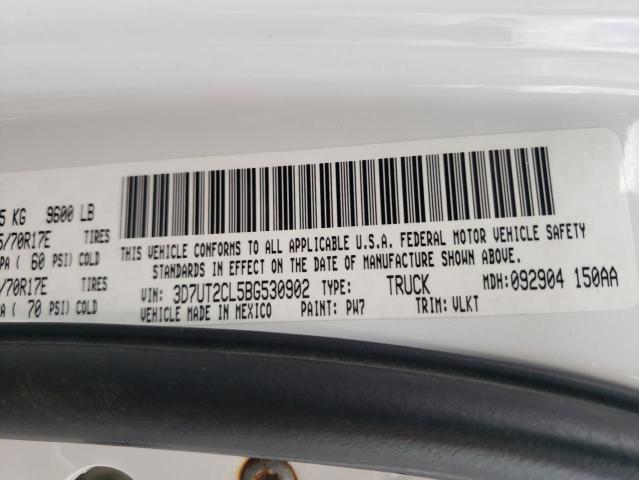 5 KG 9600 LB
/70R17E TIRES
PA ( 60 PSI) COLD
/70R17E TIRES
A ( 70 PSI) COLD
THIS VEHICLE CONFORMS TO ALL APPLICABLE U.S.A. FEDERAL MOTOR VEHICLE SAFETY
STANDARDS IN EFFECT ON THE DATE OF MANUFACTURE SHOWN ABOVE.
VIN: 3D7UT2CL5BG530902 TYPE: TRUCK MDH: 092904 150AA
VEHICLE MADE IN MEXICO PAINT: PW7 TRIM: VLKT